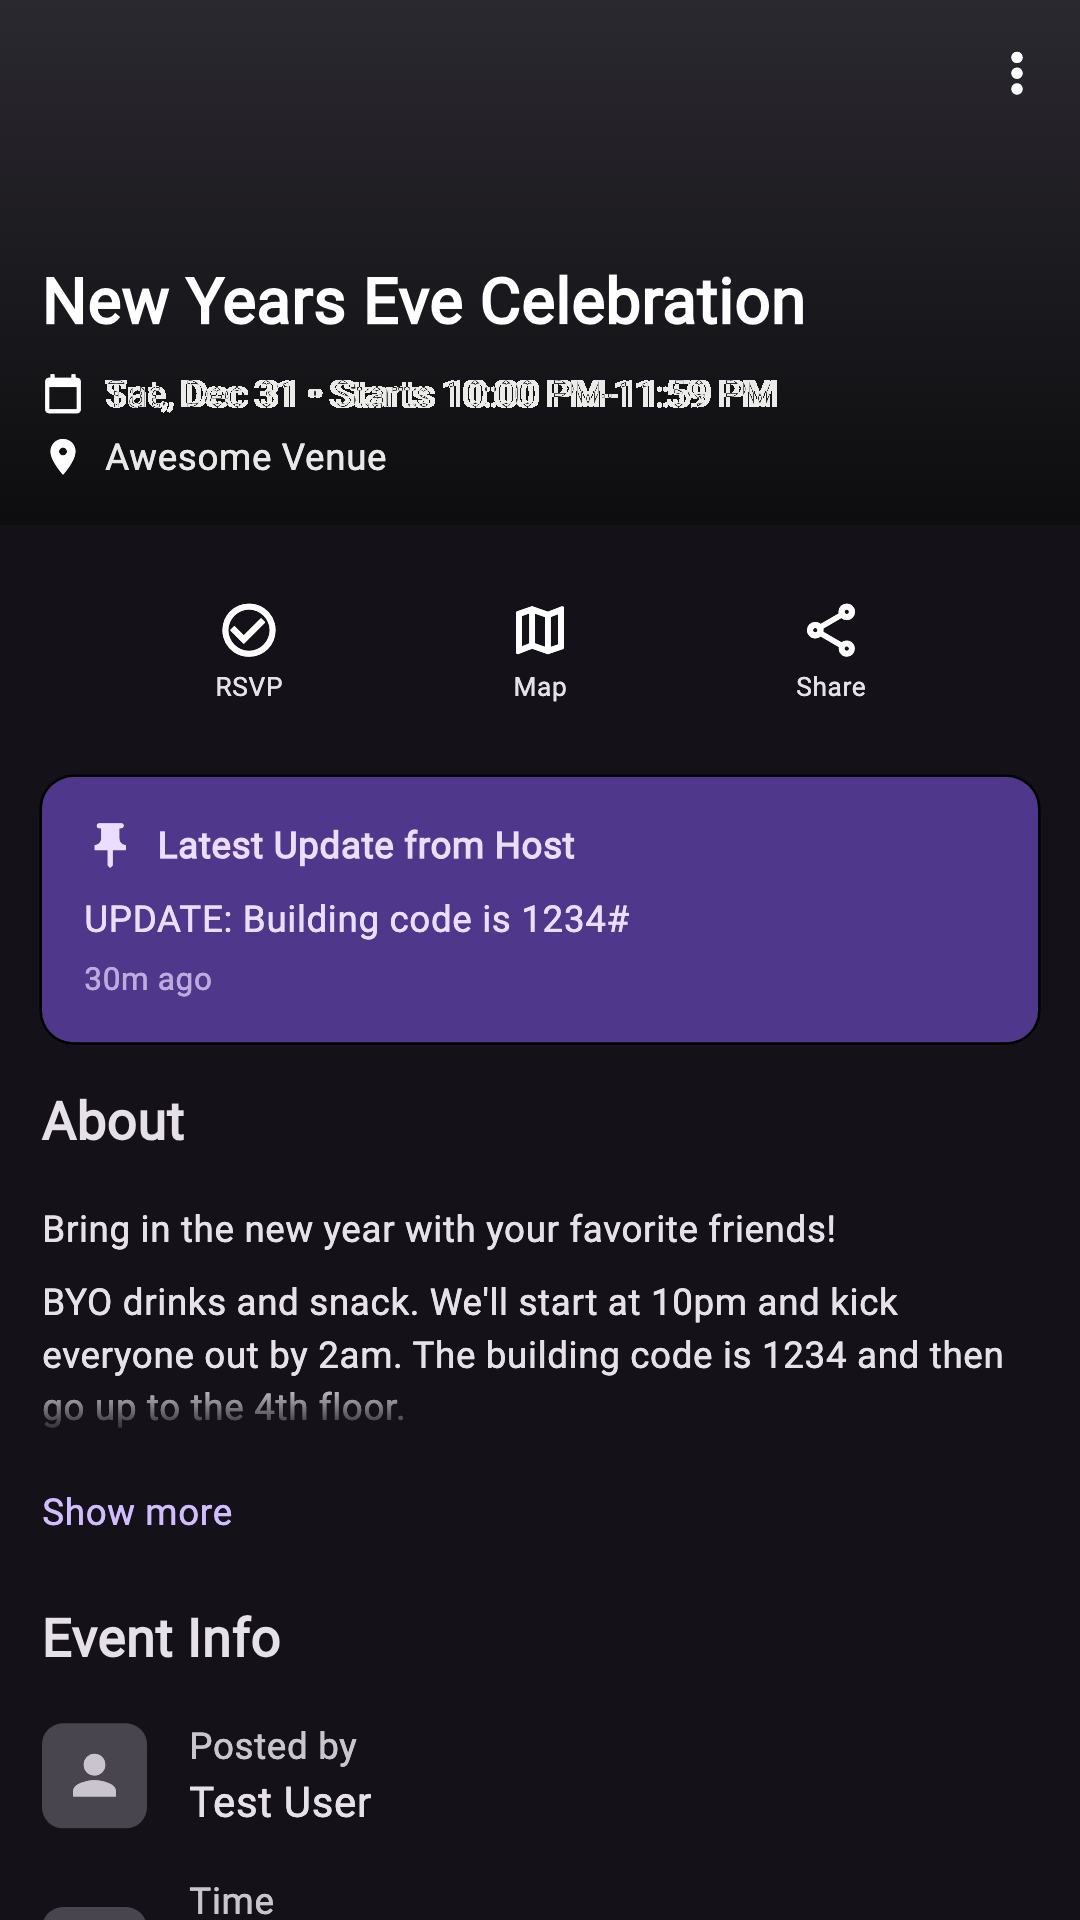 New Years Eve Celebration
Dec 31 • Starts 10:00 PM-11:59 PM
Awesome Venue
RSVP
Map
Share
Latest Update from Host
UPDATE: Building code is 1234#
30m ago
About
Bring in the new year with your favorite friends!
BYO drinks and snack. We'll start at 10pm and kick
everyone out by 2am. The building code is 1234 and then
go up to the 4th floor.
Show more
Event Info
Posted by
Test User
Time